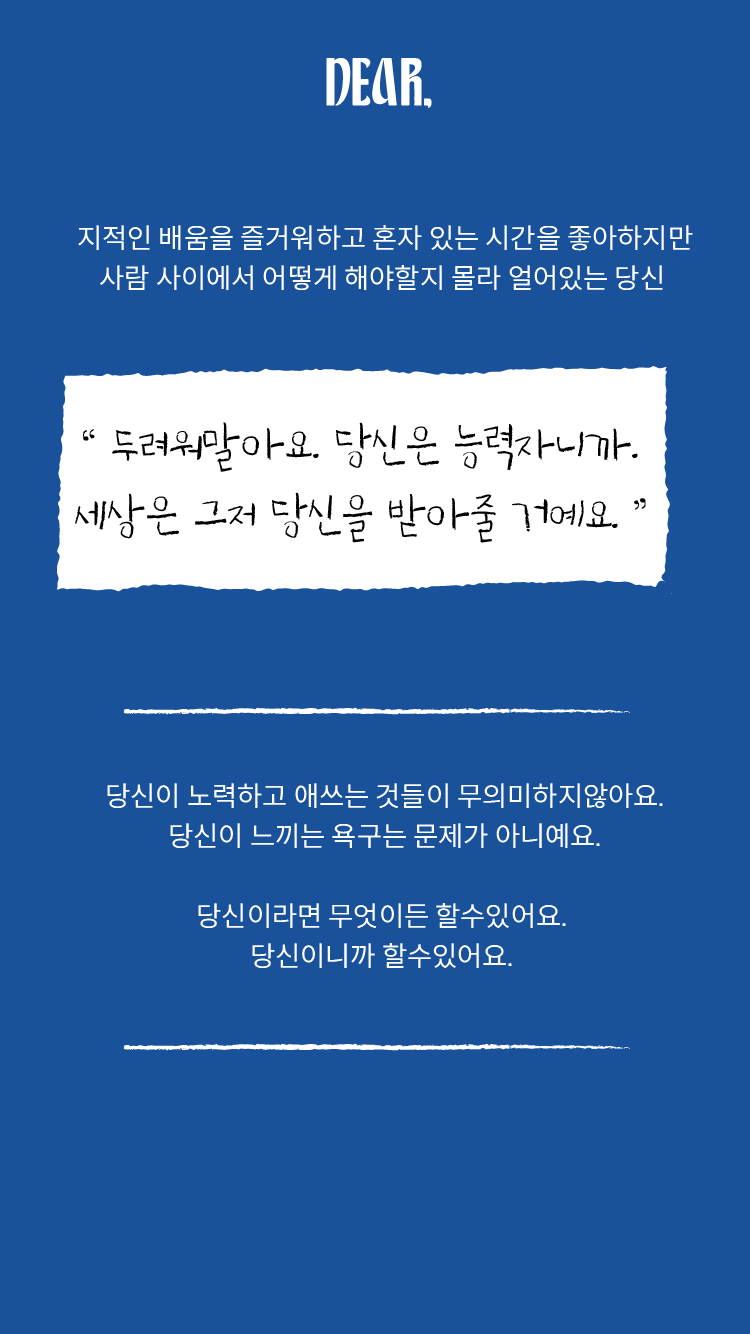 DEAR,
지적인 배움을 즐거워하고 혼자 있는 시간을 좋아하지만
사람 사이에서 어떻게 해야할지 몰라 얼어있는 당신
“ 두려워말아요. 당신은 능력자니까.
세상은 그저 당신을 받아줄 거예요. ”
당신이 노력하고 애쓰는 것들이 무의미하지않아요.
당신이 느끼는 욕구는 문제가 아니예요.
당신이라면 무엇이든 할수있어요.
당신이니까 할수있어요.